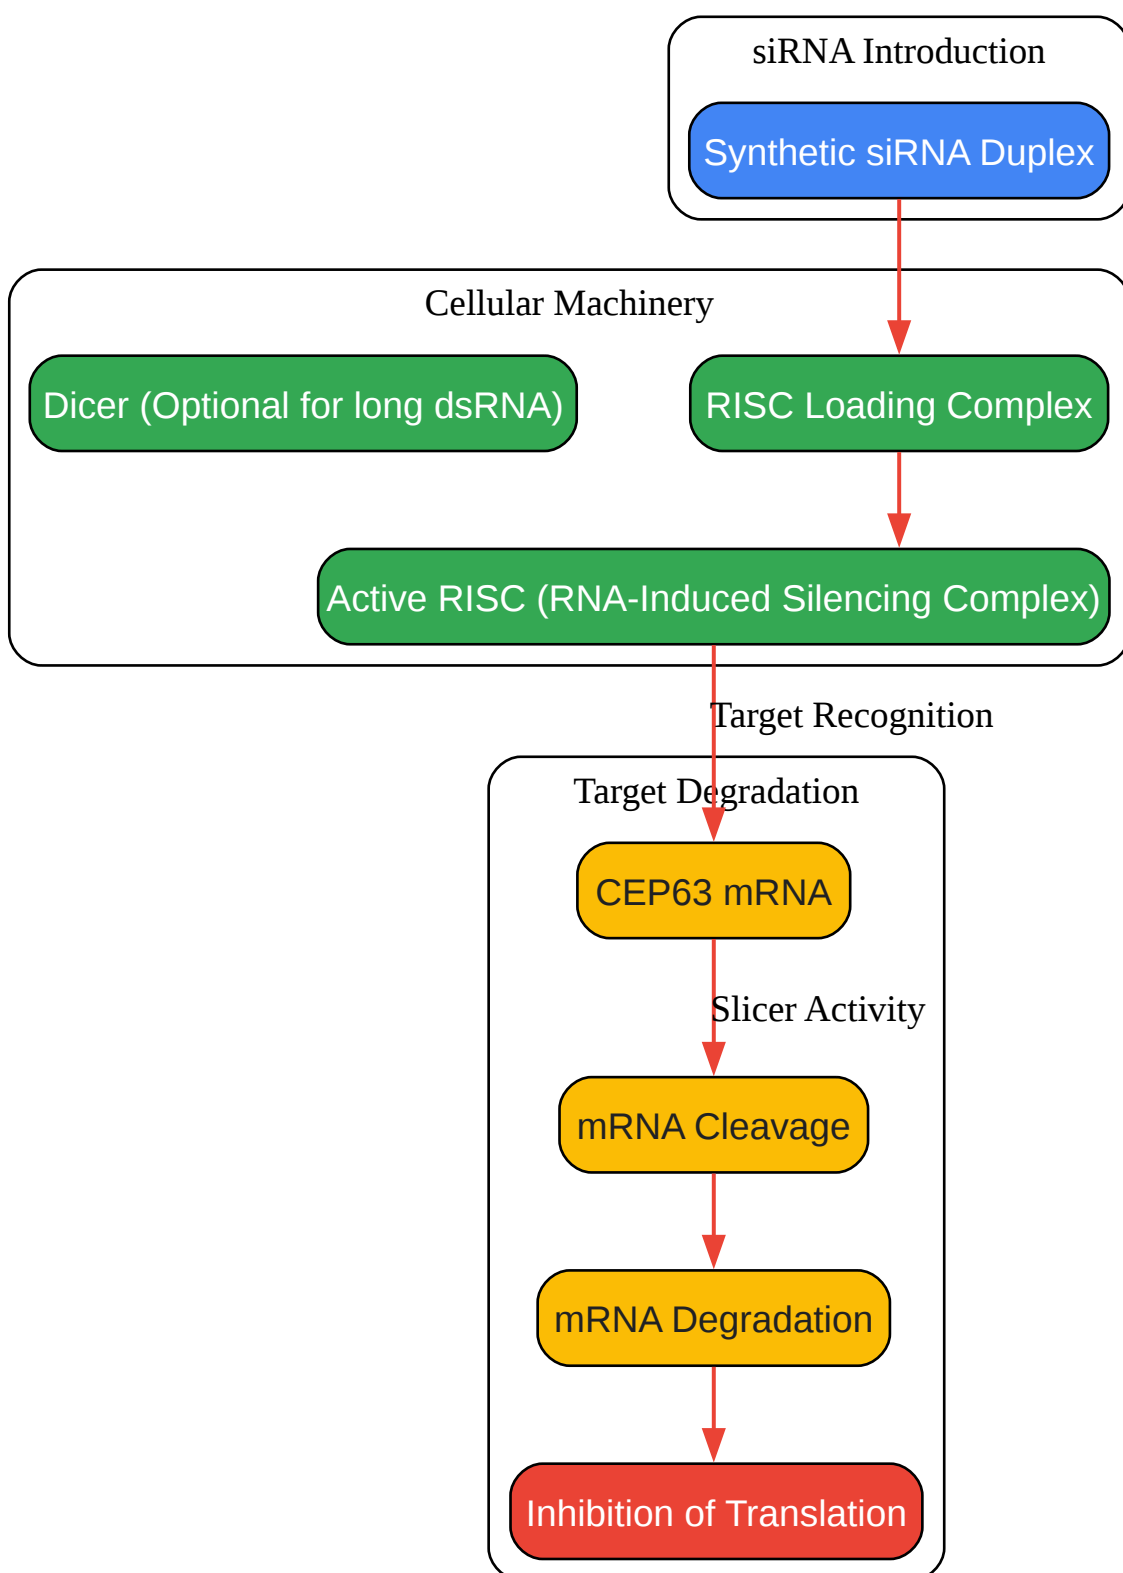 siRNA Introduction
Synthetic siRNA Duplex
Cellular Machinery
Dicer (Optional for long dsRNA)
RISC Loading Complex
Active RISC (RNA-Induced Silencing Complex)
Target Recognition
Target Degradation
CEP63 mRNA
Slicer Activity
mRNA Cleavage
mRNA Degradation
Inhibition of Translation